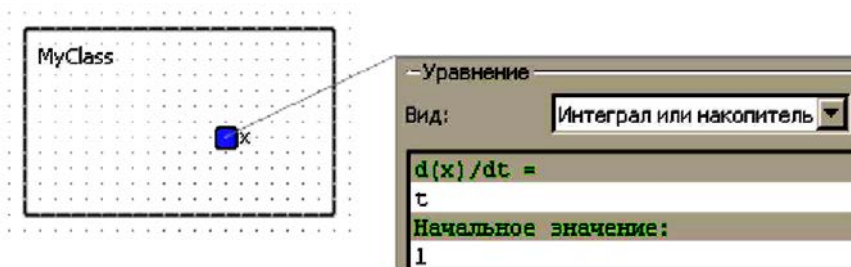 MyClass
x
Уравнение
Вид: Интеграл или накопитель
d(x)/dt =
t
Начальное значение:
1